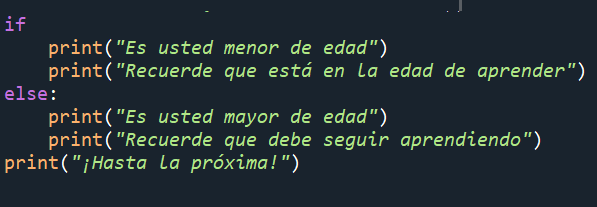 if
    print("Es usted menor de edad")
    print("Recuerde que está en la edad de aprender")
else:
    print("Es usted mayor de edad")
    print("Recuerde que debe seguir aprendiendo")
print("¡Hasta la próxima!")